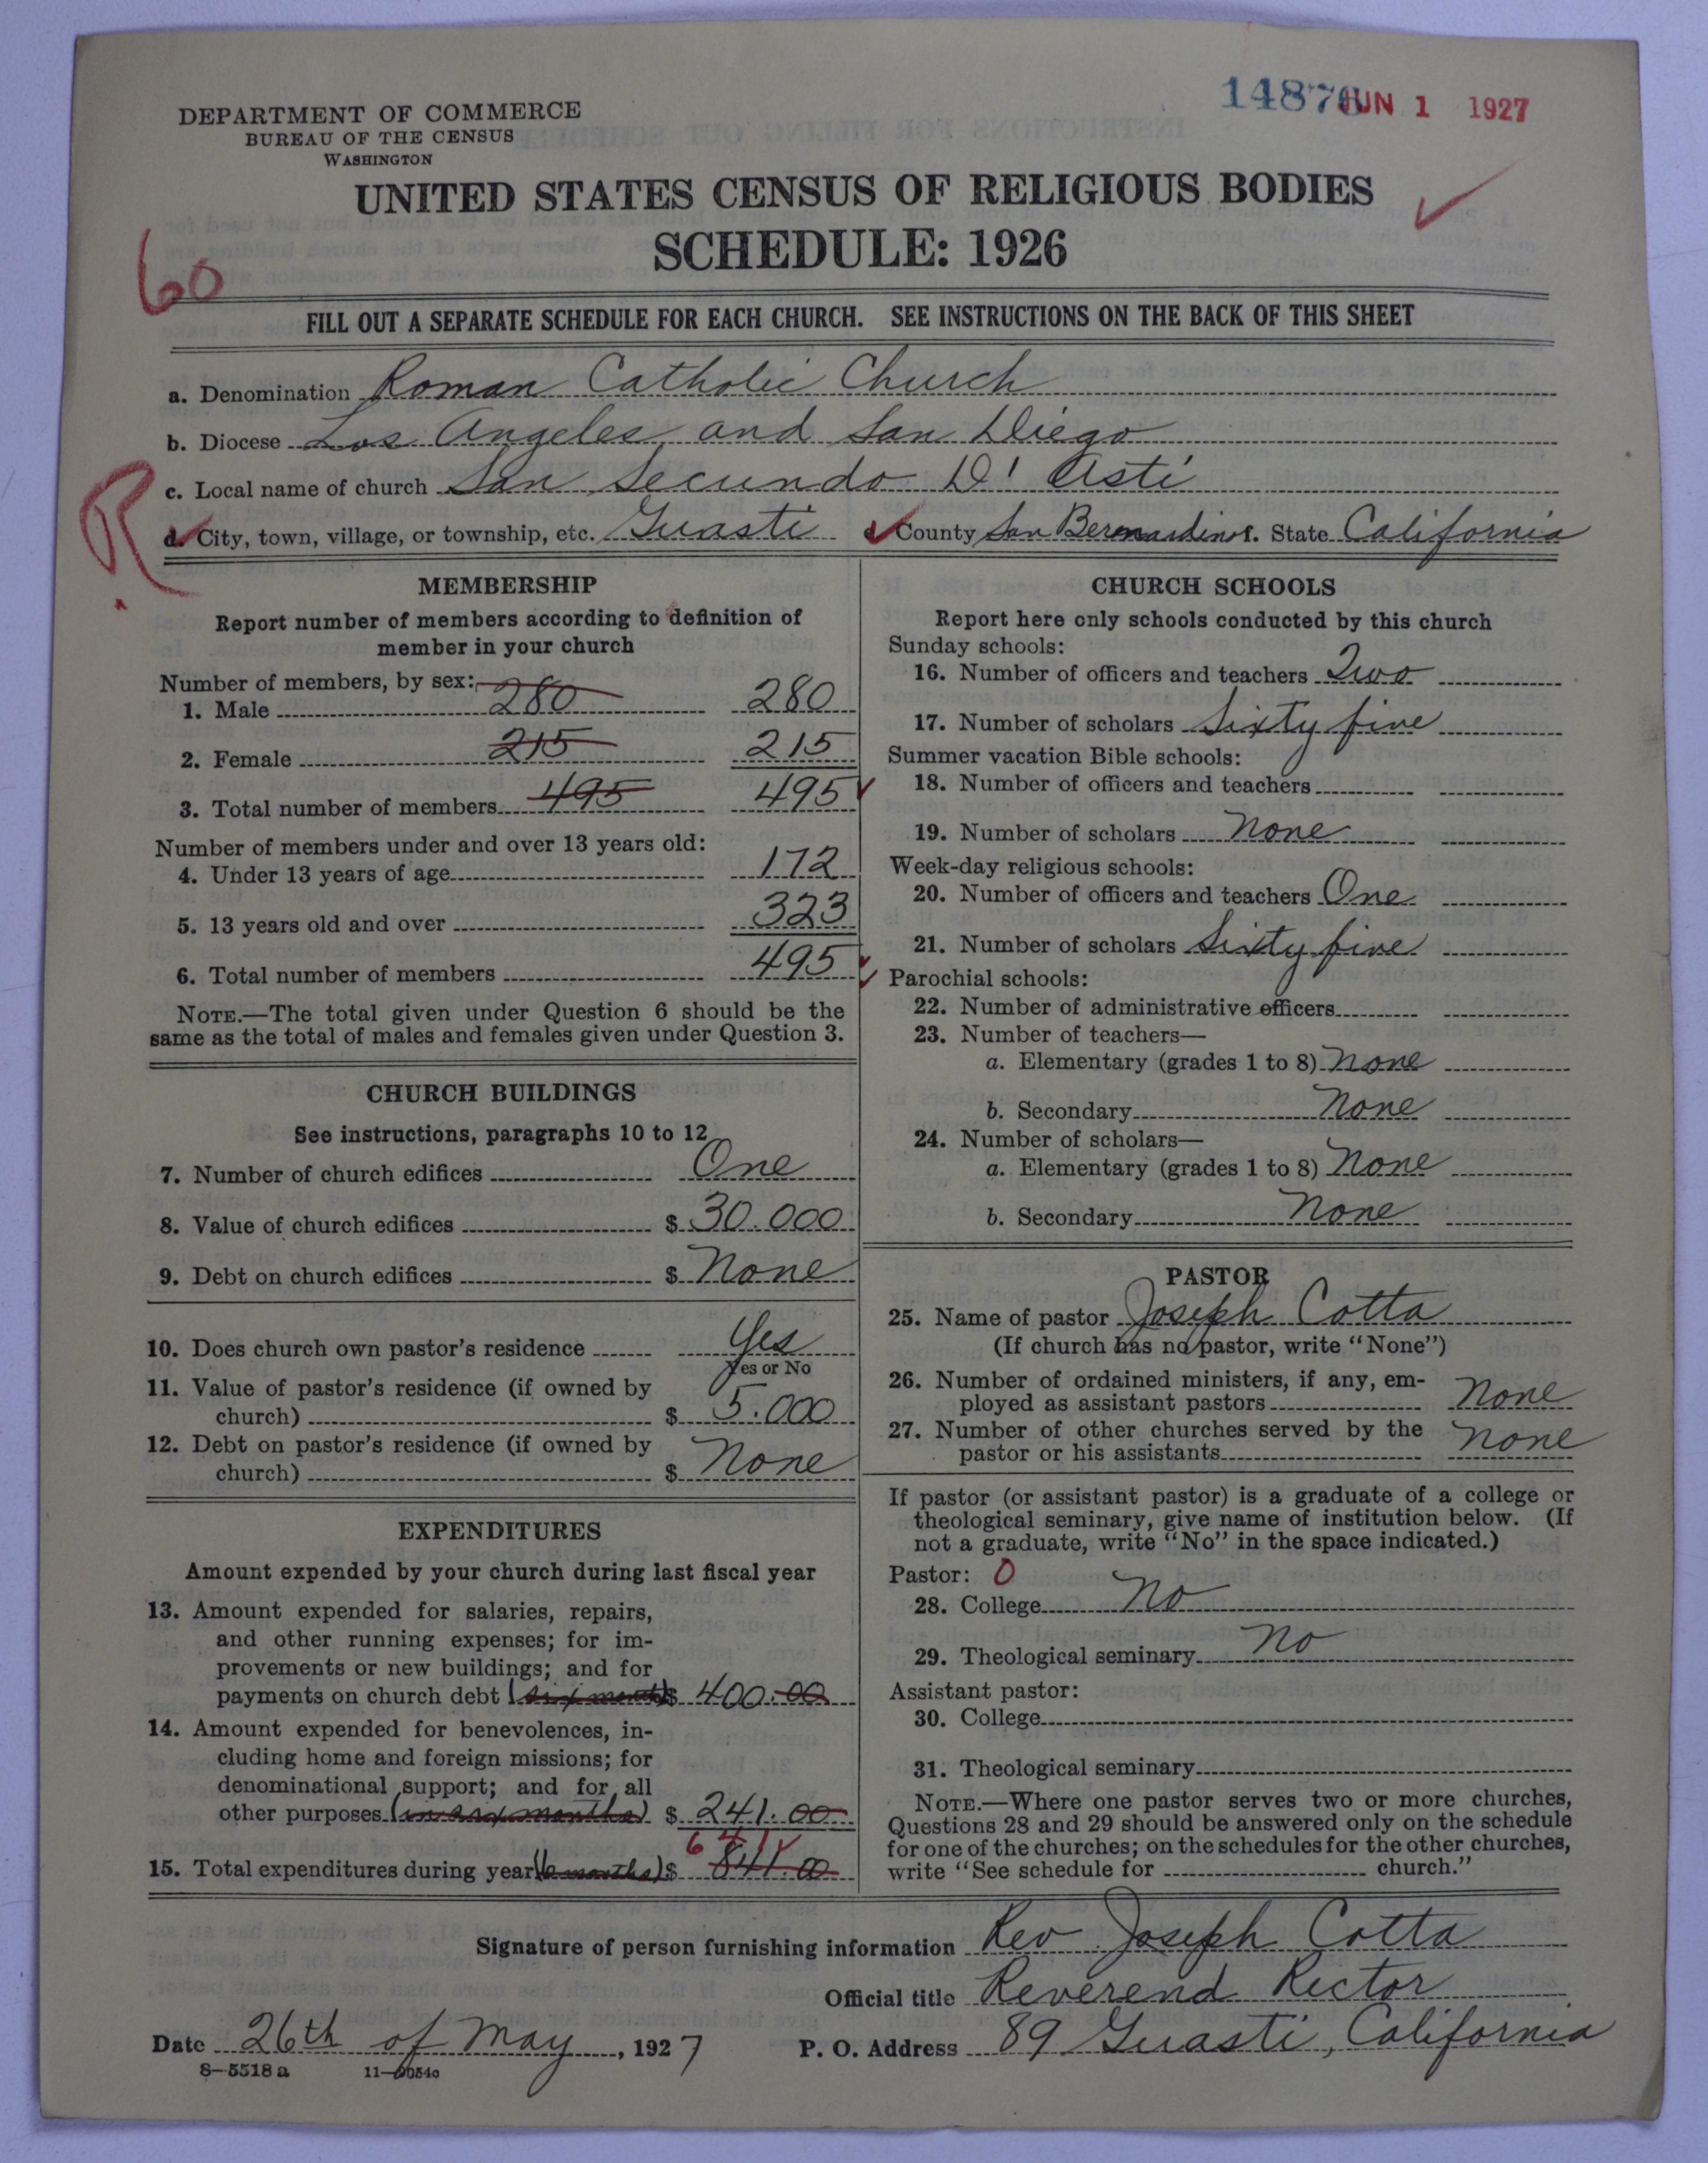 JUN 1 1927
DEPARTMENT OF COMMERCE
BUREAU OF THE CENSUS
WASHINGTON
UNITED STATES CENSUS OF RELIGIOUS BODIES
SCHEDULE: 1926
60
FILL OUT A SEPARATE SCHEDULE FOR EACH CHURCH. SEE INSTRUCTIONS ON THE BACK OF THIS SHEET
a. Denomination Roman Catholic Church
b. Diocese Los Angeles and San Diego
R
c. Local name of church San Secundo D' Asti
d. City, town, village, or township, etc. Guasti e. County San Bernardino f. State California
MEMBERSHIP
Report number of members according to definition of
member in your church
Number of members, by sex:
1. Male 280 280
2. Female 215 215
3. Total number of members 495 495
Number of members under and over 13 years old:
4. Under 13 years of age 172
5. 13 years old and over 323
6. Total number of members 495
NOTE.—The total given under Question 6 should be the
same as the total of males and females given under Question 3.
CHURCH BUILDINGS
See instructions, paragraphs 10 to 12
7. Number of church edifices One
8. Value of church edifices $ 30.000
9. Debt on church edifices $ None
10. Does church own pastor's residence Yes
Yes or No
11. Value of pastor's residence (if owned by
church) $ 5.000
12. Debt on pastor's residence (if owned by
church) $ None
EXPENDITURES
Amount expended by your church during last fiscal year
13. Amount expended for salaries, repairs,
and other running expenses; for im-
provements or new buildings; and for
payments on church debt (six months) $ 400.00
14. Amount expended for benevolences, in-
cluding home and foreign missions; for
denominational support; and for all
other purposes (in six months) $ 241.00
641
15. Total expenditures during year (6 months) $ 841.00
CHURCH SCHOOLS
Report here only schools conducted by this church
Sunday schools:
16. Number of officers and teachers Two
17. Number of scholars Sixty five
Summer vacation Bible schools:
18. Number of officers and teachers
19. Number of scholars None
Week-day religious schools:
20. Number of officers and teachers One
21. Number of scholars Sixty five
Parochial schools:
22. Number of administrative officers
23. Number of teachers—
a. Elementary (grades 1 to 8) None
b. Secondary None
24. Number of scholars—
a. Elementary (grades 1 to 8) None
b. Secondary None
PASTOR
25. Name of pastor Joseph Cotta
(If church has no pastor, write "None")
26. Number of ordained ministers, if any, em-
ployed as assistant pastors None
27. Number of other churches served by the
pastor or his assistants None
If pastor (or assistant pastor) is a graduate of a college or
theological seminary, give name of institution below. (If
not a graduate, write "No" in the space indicated.)
Pastor: 0
28. College No
29. Theological seminary No
Assistant pastor:
30. College
31. Theological seminary
NOTE.—Where one pastor serves two or more churches,
Questions 28 and 29 should be answered only on the schedule
for one of the churches; on the schedules for the other churches,
write "See schedule for church."
Signature of person furnishing information Rev Joseph Cotta
Official title Reverend Rector
Date 26th of May, 1927 P. O. Address 89 Guasti, California
8-5518 a